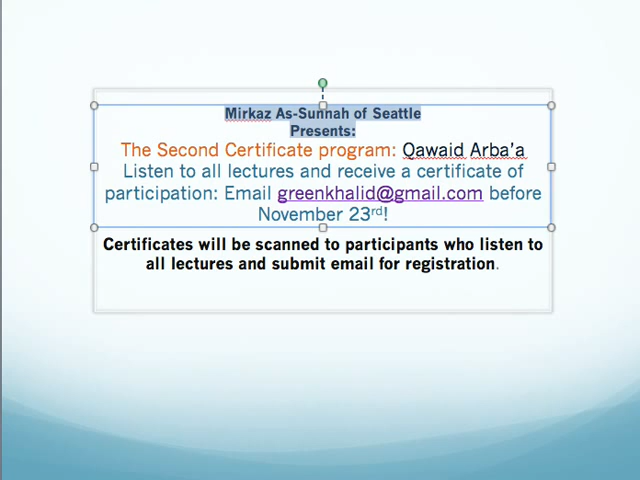 Mirkaz As-Sunnah of Seattle
Presents:
The Second Certificate program: Qawaid Arba’a
Listen to all lectures and receive a certificate of
participation: Email greenkhalid@gmail.com before
November 23rd!
Certificates will be scanned to participants who listen to
all lectures and submit email for registration.